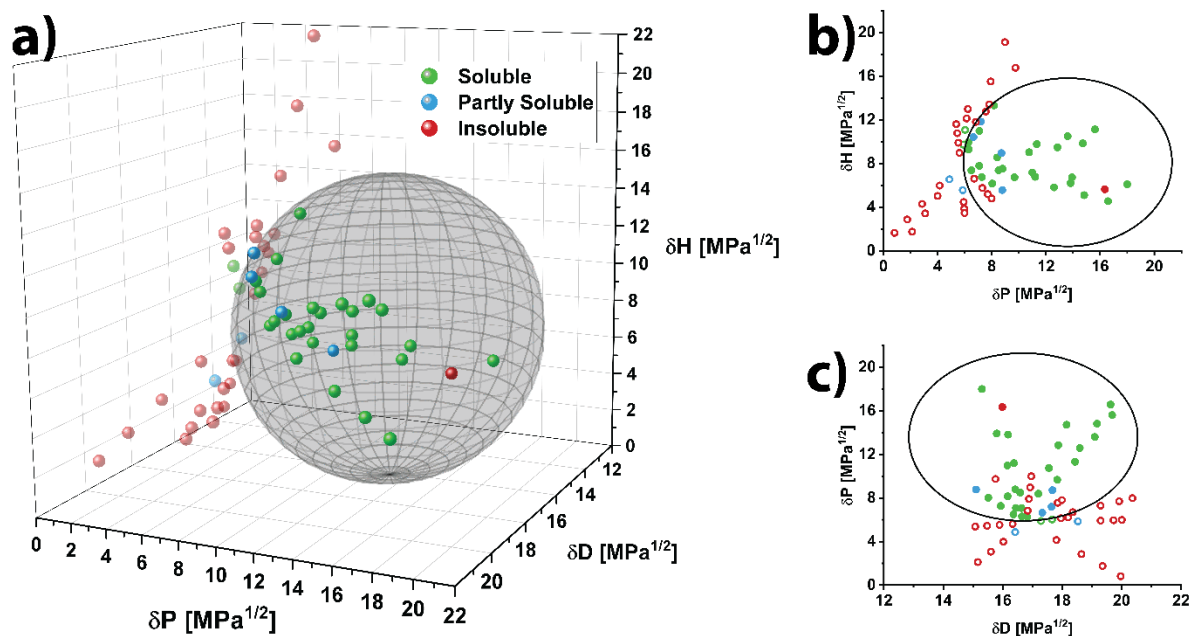 a)
Soluble
Partly Soluble
Insoluble
22
20
18
16
14
12
10
8
6
4
2
0
δH [MPa1/2]
12
14
16
18
20
δD [MPa1/2]
0 2 4 6 8 10 12 14 16 18 20 22
δP [MPa1/2]
b)
20
16
12
8
4
0
δH [MPa1/2]
0 4 8 12 16 20
δP [MPa1/2]
c)
20
16
12
8
4
0
δP [MPa1/2]
12 14 16 18 20 22
δD [MPa1/2]